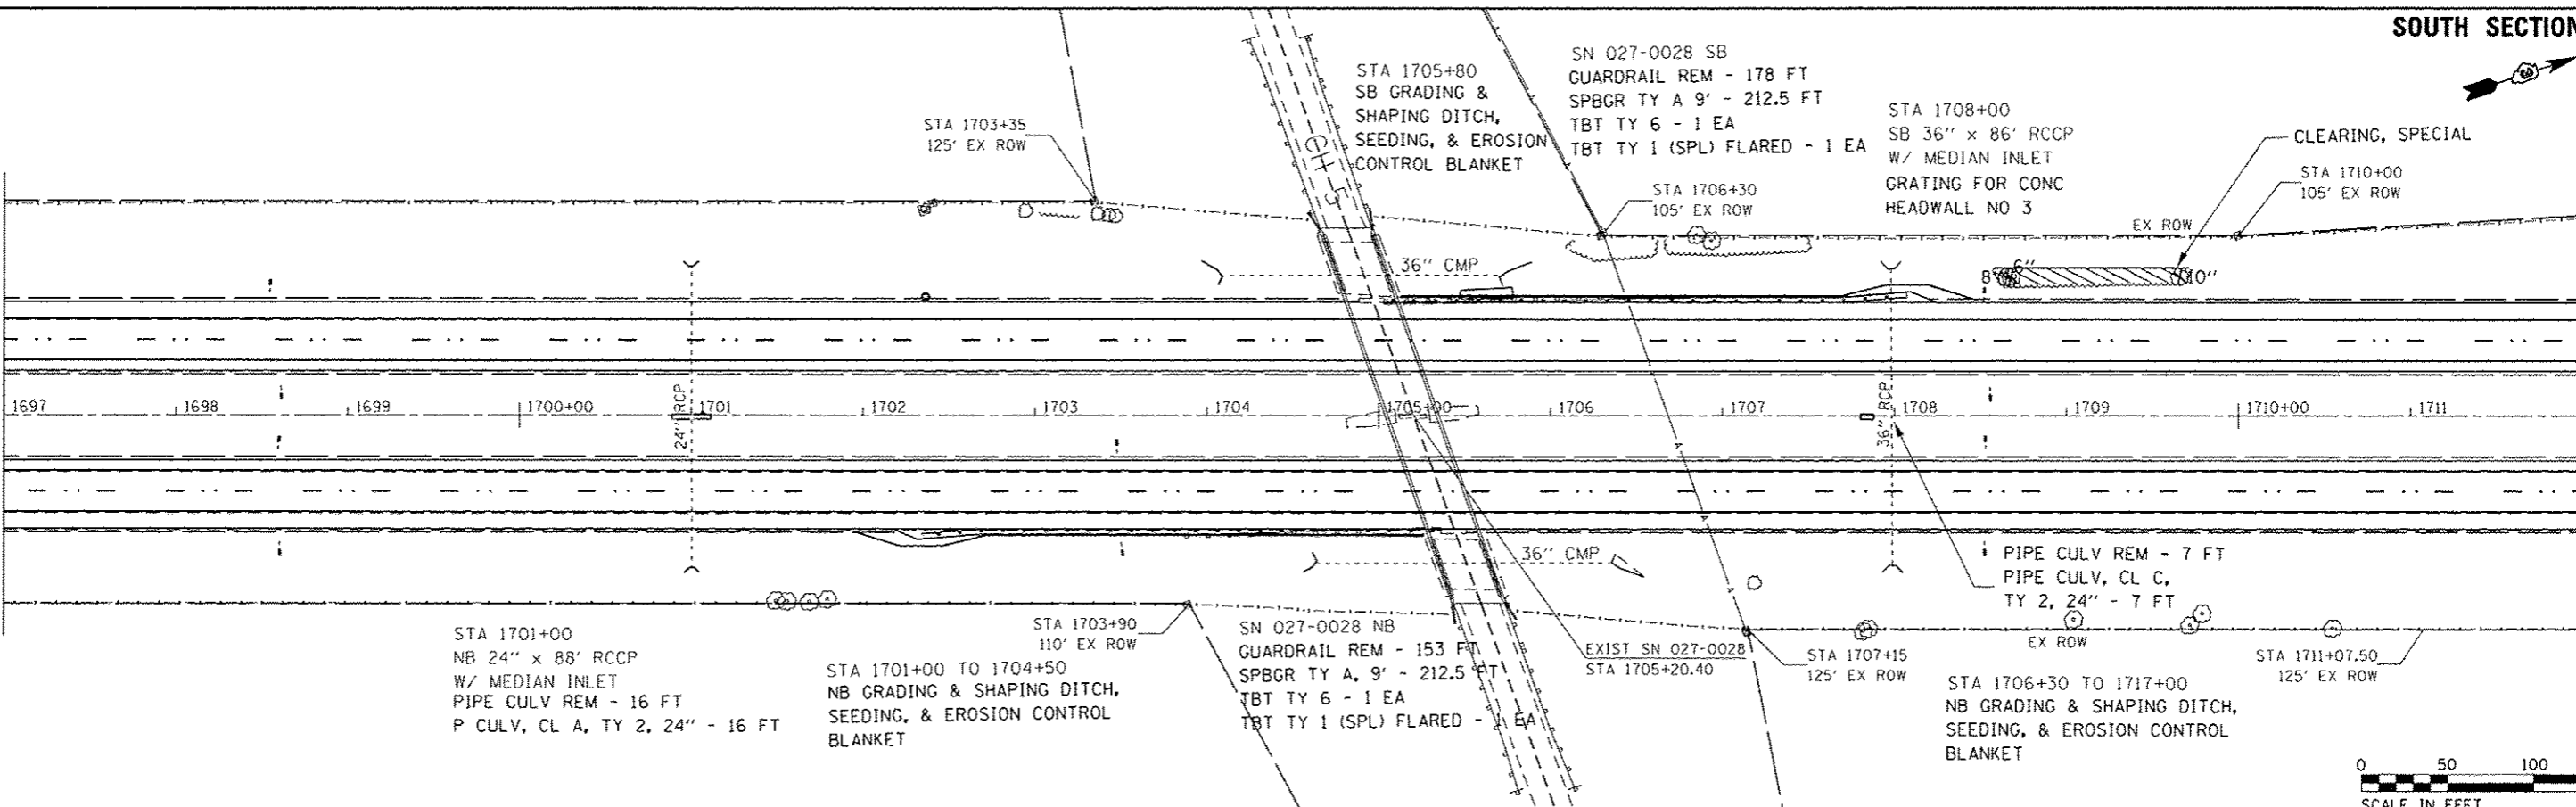 SOUTH SECTION
STA 1703+35
125' EX ROW
STA 1705+80
SB GRADING &
SHAPING DITCH,
SEEDING, & EROSION
CONTROL BLANKET
SN 027-0028 SB
GUARDRAIL REM - 178 FT
SPBGR TY A 9' - 212.5 FT
TBT TY 6 - 1 EA
TBT TY 1 (SPL) FLARED - 1 EA
STA 1706+30
105' EX ROW
STA 1708+00
SB 36" x 86' RCCP
W/ MEDIAN INLET
GRATING FOR CONC
HEADWALL NO 3
CLEARING, SPECIAL
STA 1710+00
105' EX ROW
EX ROW
CH 5
36" CMP
8"
6"
10"
1697
1698
1699
1700+00
24" RCP
1701
1702
1703
1704
1705+00
1706
1707
36" RCP
1708
1709
1710+00
1711
36" CMP
PIPE CULV REM - 7 FT
PIPE CULV, CL C,
TY 2, 24" - 7 FT
STA 1701+00
NB 24" x 88' RCCP
W/ MEDIAN INLET
PIPE CULV REM - 16 FT
P CULV, CL A, TY 2, 24" - 16 FT
STA 1701+00 TO 1704+50
NB GRADING & SHAPING DITCH,
SEEDING, & EROSION CONTROL
BLANKET
STA 1703+90
110' EX ROW
SN 027-0028 NB
GUARDRAIL REM - 153 FT
SPBGR TY A, 9' - 212.5 FT
TBT TY 6 - 1 EA
TBT TY 1 (SPL) FLARED - 1 EA
EXIST SN 027-0028
STA 1705+20.40
STA 1707+15
125' EX ROW
EX ROW
STA 1706+30 TO 1717+00
NB GRADING & SHAPING DITCH,
SEEDING, & EROSION CONTROL
BLANKET
STA 1711+07.50
125' EX ROW
0 50 100
SCALE IN FEET